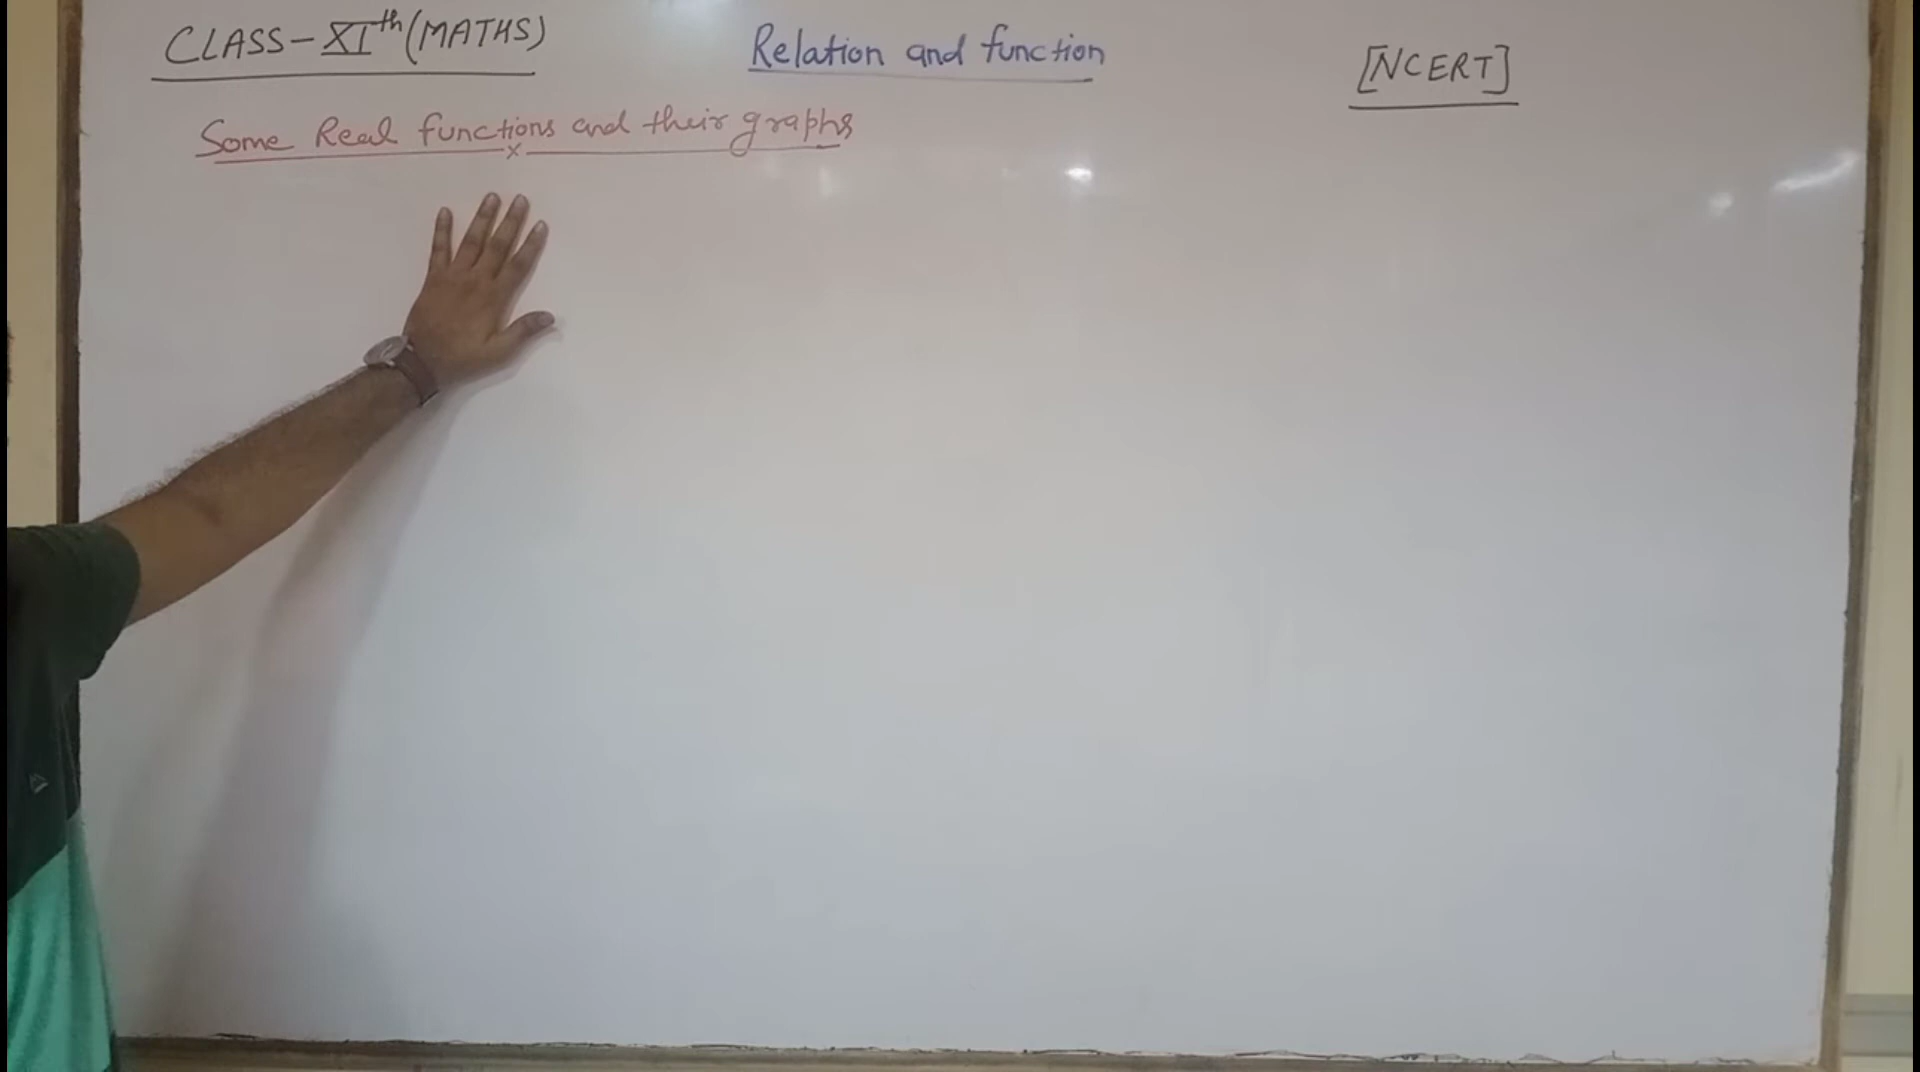 CLASS-XIth (MATHS)
Relation and function
[NCERT]
Some Real functions and their graphs